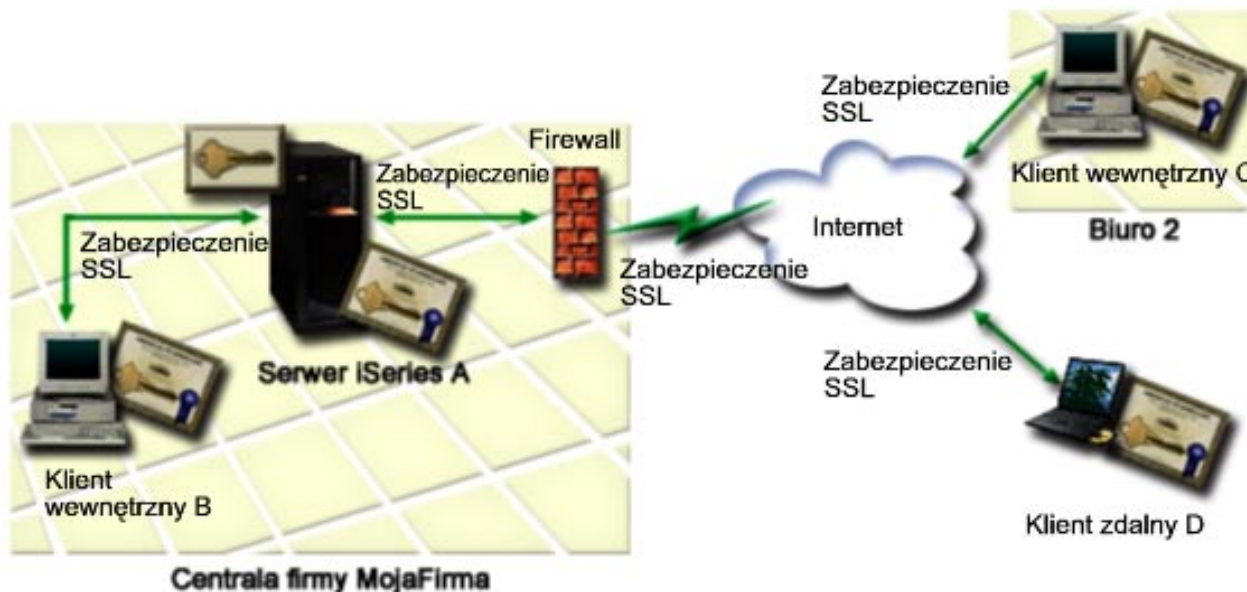 Zabezpieczenie
SSL
Klient wewnętrzny C
Biuro 2
Firewall
Zabezpieczenie
SSL
Zabezpieczenie
SSL
Internet
Zabezpieczenie
SSL
Serwer iSeries A
Zabezpieczenie
SSL
Klient
wewnętrzny B
Klient zdalny D
Centrala firmy MojaFirma